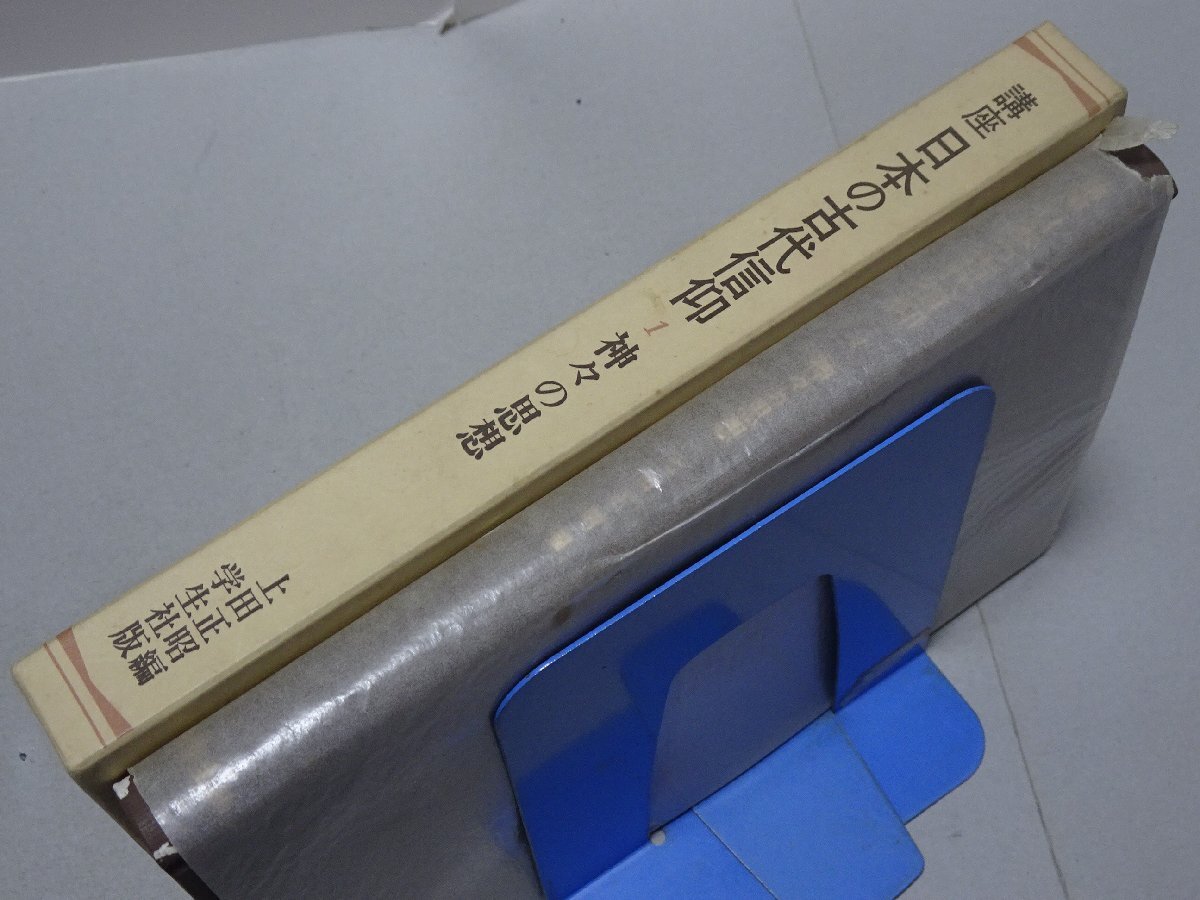 講座 日本の古代信仰
1 神々の思想
上田正昭編
学生社版